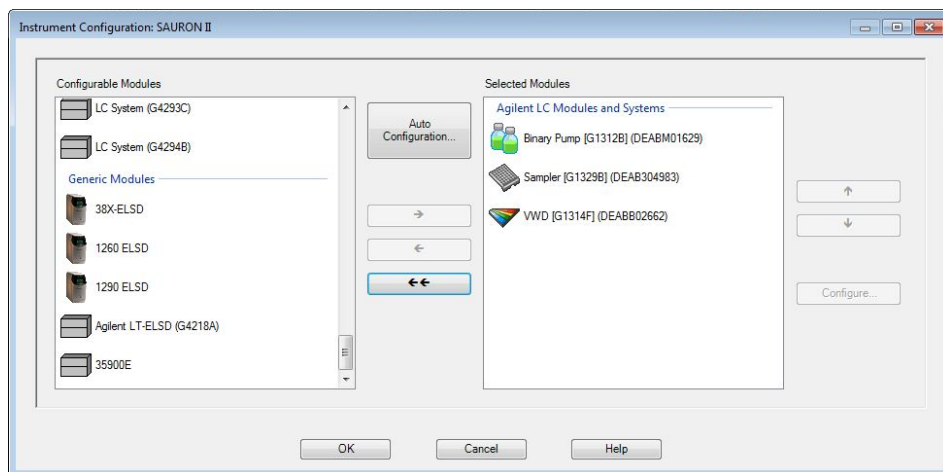 Instrument Configuration: SAURON II
Configurable Modules
LC System (G4293C)
LC System (G4294B)
Generic Modules
38X-ELSD
1260 ELSD
1290 ELSD
Agilent LT-ELSD (G4218A)
35900E
Auto
Configuration...
Selected Modules
Agilent LC Modules and Systems
Binary Pump [G1312B] (DEABM01629)
Sampler [G1329B] (DEAB304983)
VWD [G1314F] (DEABB02662)
Configure...
OK
Cancel
Help